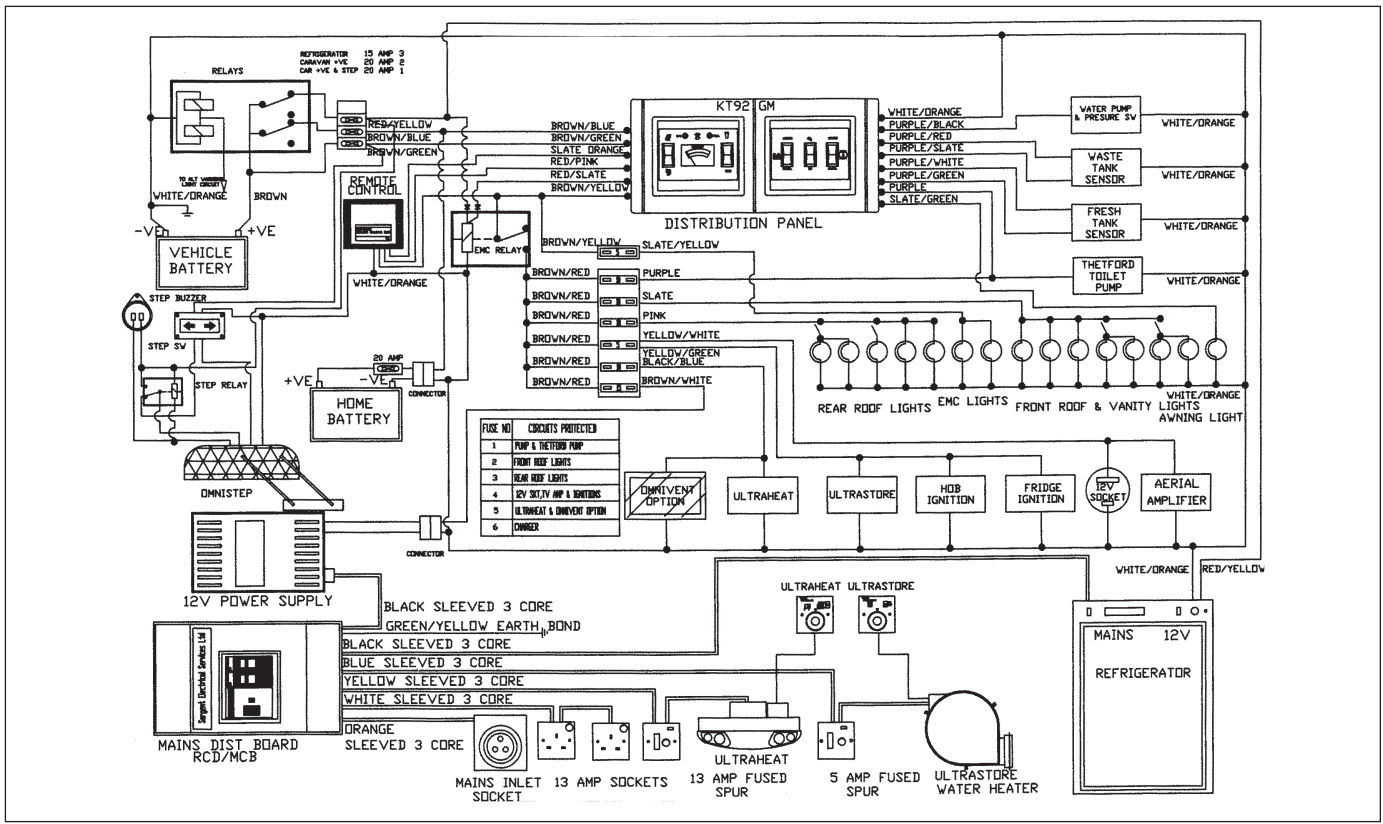 REFRIGERATOR 15 AMP 3
CARAVAN +VE 20 AMP 2
CAR +VE & STEP 20 AMP 1
RELAYS
RED/YELLOW
BROWN/BLUE
BROWN/GREEN
TO ALT WARNING
LIGHT CIRCUIT
WHITE/ORANGE
BROWN
-VE
+VE
VEHICLE
BATTERY
REMOTE
CONTROL
WHITE/ORANGE
BROWN/BLUE
BROWN/GREEN
SLATE ORANGE
RED/PINK
RED/SLATE
BROWN/YELLOW
KT92 GM
DISTRIBUTION PANEL
WHITE/ORANGE
PURPLE/BLACK
PURPLE/RED
PURPLE/SLATE
PURPLE/WHITE
PURPLE/GREEN
PURPLE
SLATE/GREEN
WATER PUMP
& PRESURE SW
WHITE/ORANGE
WASTE
TANK
SENSOR
WHITE/ORANGE
FRESH
TANK
SENSOR
WHITE/ORANGE
THETFORD
TOILET
PUMP
WHITE/ORANGE
EMC RELAY
BROWN/YELLOW
SLATE/YELLOW
BROWN/RED
PURPLE
BROWN/RED
SLATE
BROWN/RED
PINK
BROWN/RED
YELLOW/WHITE
YELLOW/GREEN
BROWN/RED
BLACK/BLUE
BROWN/RED
BROWN/WHITE
STEP BUZZER
STEP SW
STEP RELAY
20 AMP
+VE
-VE
CONNECTOR
HOME
BATTERY
OMNISTEP
REAR ROOF LIGHTS
EMC LIGHTS
FRONT ROOF & VANITY LIGHTS
WHITE/ORANGE
AWNING LIGHT
FUSE NO CIRCUITS PROTECTED
1 PUMP & THETFORD PUMP
2 FRONT ROOF LIGHTS
3 REAR ROOF LIGHTS
4 12V SKT,TV AMP & IGNITIONS
5 ULTRAHEAT & OMNIVENT OPTION
6 CHARGER
OMNIVENT
OPTION
ULTRAHEAT
ULTRASTORE
HOB
IGNITION
FRIDGE
IGNITION
12V
SOCKET
AERIAL
AMPLIFIER
CONNECTOR
12V POWER SUPPLY
WHITE/ORANGE
RED/YELLOW
BLACK SLEEVED 3 CORE
GREEN/YELLOW EARTH BOND
BLACK SLEEVED 3 CORE
BLUE SLEEVED 3 CORE
YELLOW SLEEVED 3 CORE
WHITE SLEEVED 3 CORE
ORANGE
SLEEVED 3 CORE
Sargent Electrical Services Ltd
MAINS DIST BOARD
RCD/MCB
MAINS INLET
SOCKET
13 AMP SOCKETS
ULTRAHEAT
13 AMP FUSED
SPUR
5 AMP FUSED
SPUR
ULTRAHEAT ULTRASTORE
ULTRASTORE
WATER HEATER
MAINS 12V
REFRIGERATOR